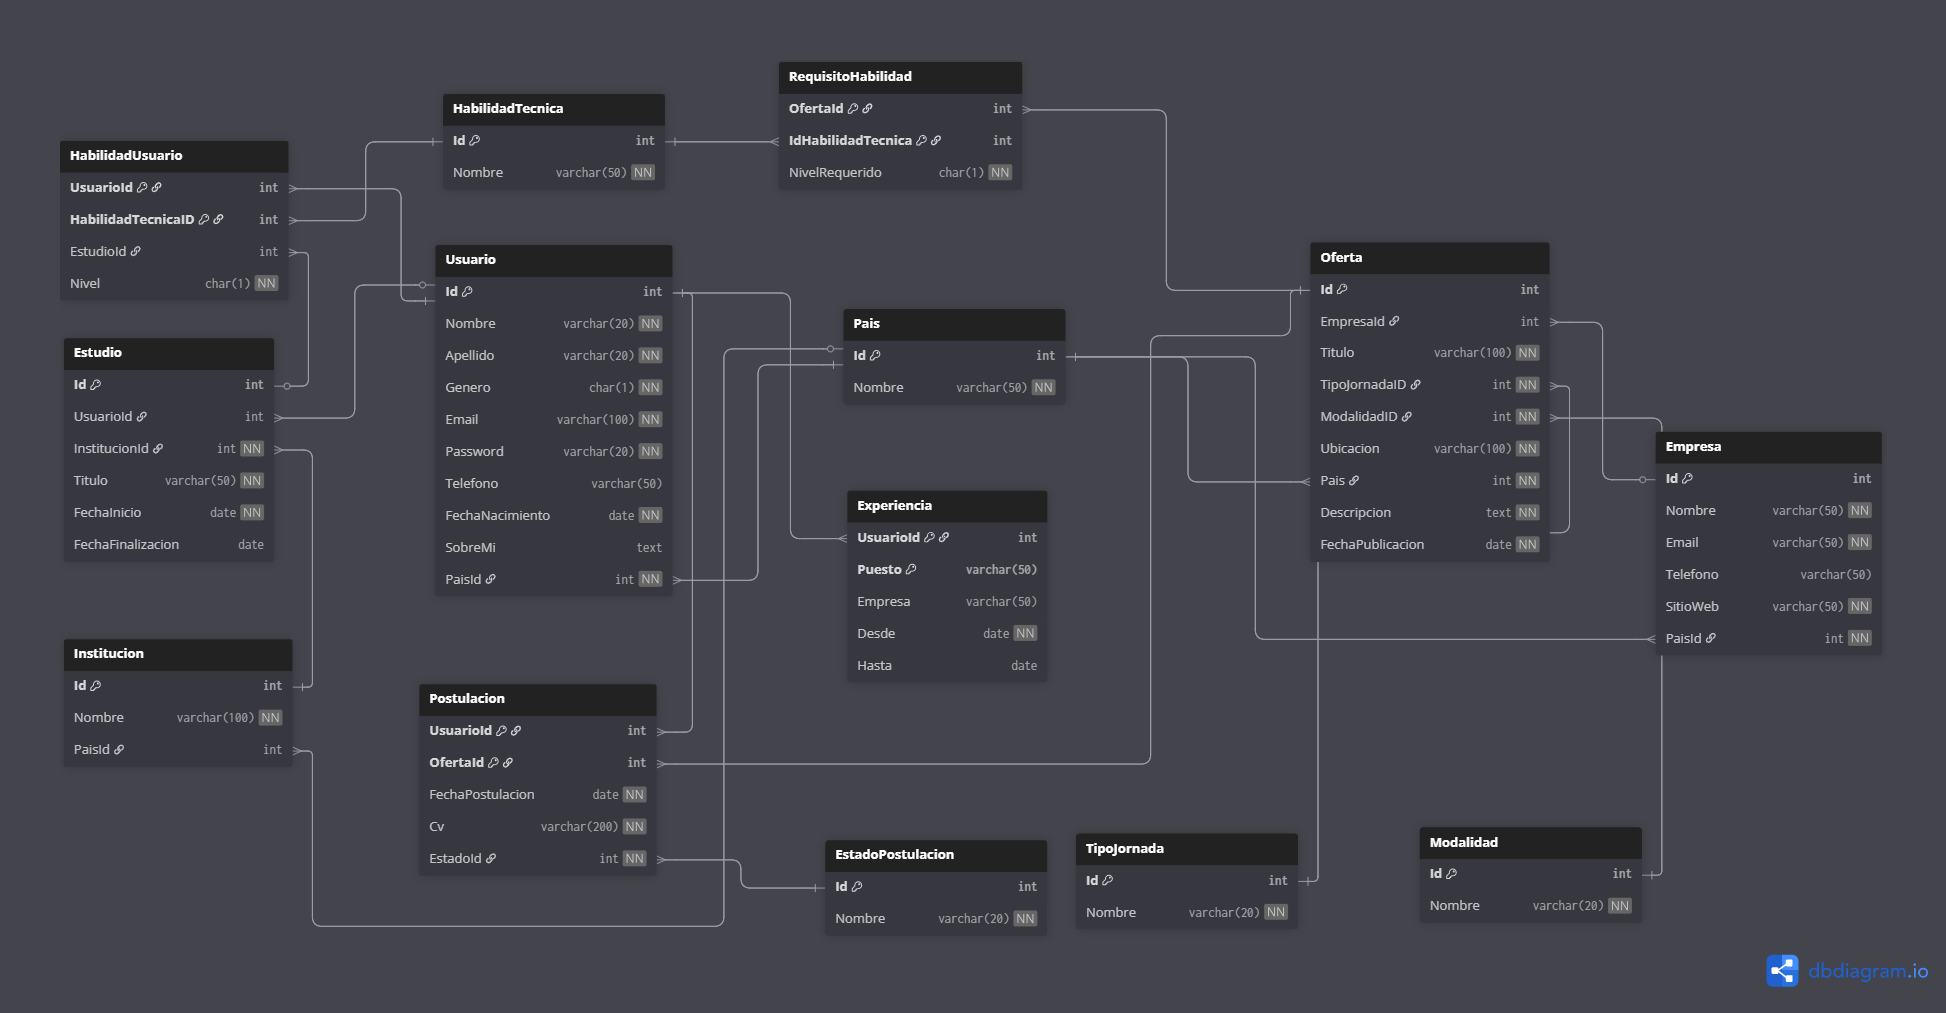 HabilidadUsuario
UsuarioId int
HabilidadTecnicaID int
EstudioId int
Nivel char(1) NN
HabilidadTecnica
Id int
Nombre varchar(50) NN
RequisitoHabilidad
OfertaId int
IdHabilidadTecnica int
NivelRequerido char(1) NN
Usuario
Id int
Nombre varchar(20) NN
Apellido varchar(20) NN
Genero char(1) NN
Email varchar(100) NN
Password varchar(20) NN
Telefono varchar(50)
FechaNacimiento date NN
SobreMi text
PaisId int NN
Pais
Id int
Nombre varchar(50) NN
Oferta
Id int
EmpresaId int
Titulo varchar(100) NN
TipoJornadaID int NN
ModalidadID int NN
Ubicacion varchar(100) NN
Pais int NN
Descripcion text NN
FechaPublicacion date NN
Estudio
Id int
UsuarioId int
InstitucionId int NN
Titulo varchar(50) NN
FechaInicio date NN
FechaFinalizacion date
Experiencia
UsuarioId int
Puesto varchar(50)
Empresa varchar(50)
Desde date NN
Hasta date
Empresa
Id int
Nombre varchar(50) NN
Email varchar(50) NN
Telefono varchar(50)
SitioWeb varchar(50) NN
PaisId int NN
Institucion
Id int
Nombre varchar(100) NN
PaisId int
Postulacion
UsuarioId int
OfertaId int
FechaPostulacion date NN
Cv varchar(200) NN
EstadoId int NN
EstadoPostulacion
Id int
Nombre varchar(20) NN
TipoJornada
Id int
Nombre varchar(20) NN
Modalidad
Id int
Nombre varchar(20) NN
dbdiagram.io